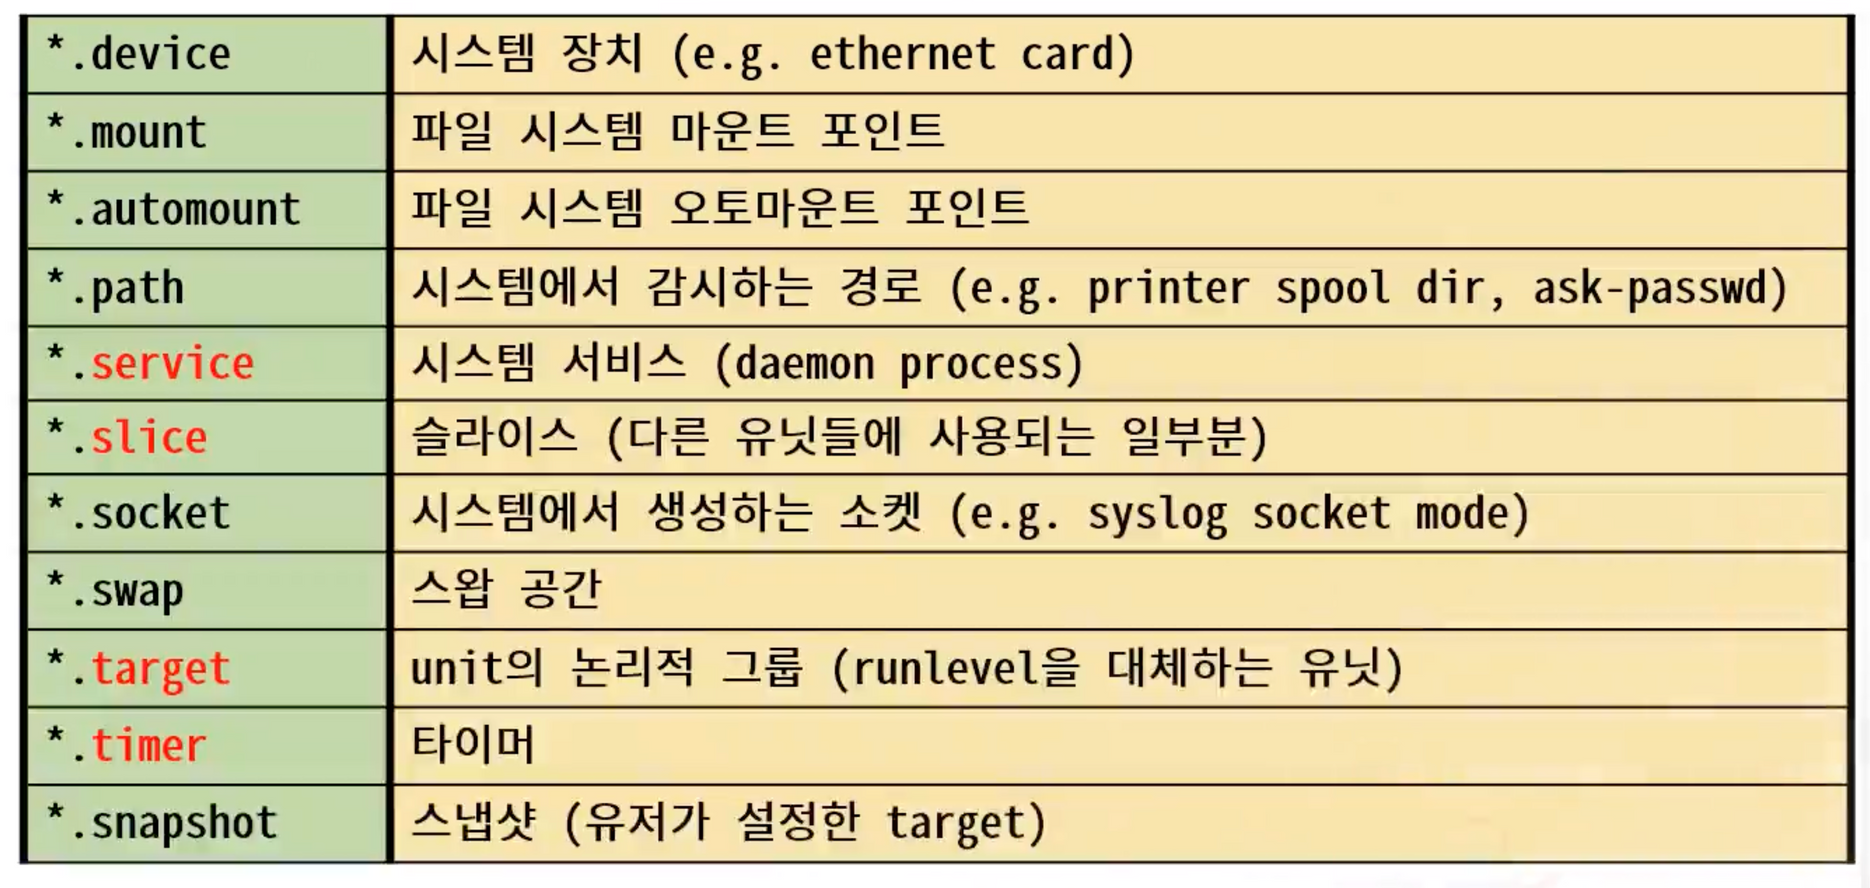 *.device 시스템 장치 (e.g. ethernet card)
*.mount 파일 시스템 마운트 포인트
*.automount 파일 시스템 오토마운트 포인트
*.path 시스템에서 감시하는 경로 (e.g. printer spool dir, ask-passwd)
*.service 시스템 서비스 (daemon process)
*.slice 슬라이스 (다른 유닛들에 사용되는 일부분)
*.socket 시스템에서 생성하는 소켓 (e.g. syslog socket mode)
*.swap 스왑 공간
*.target unit의 논리적 그룹 (runlevel을 대체하는 유닛)
*.timer 타이머
*.snapshot 스냅샷 (유저가 설정한 target)